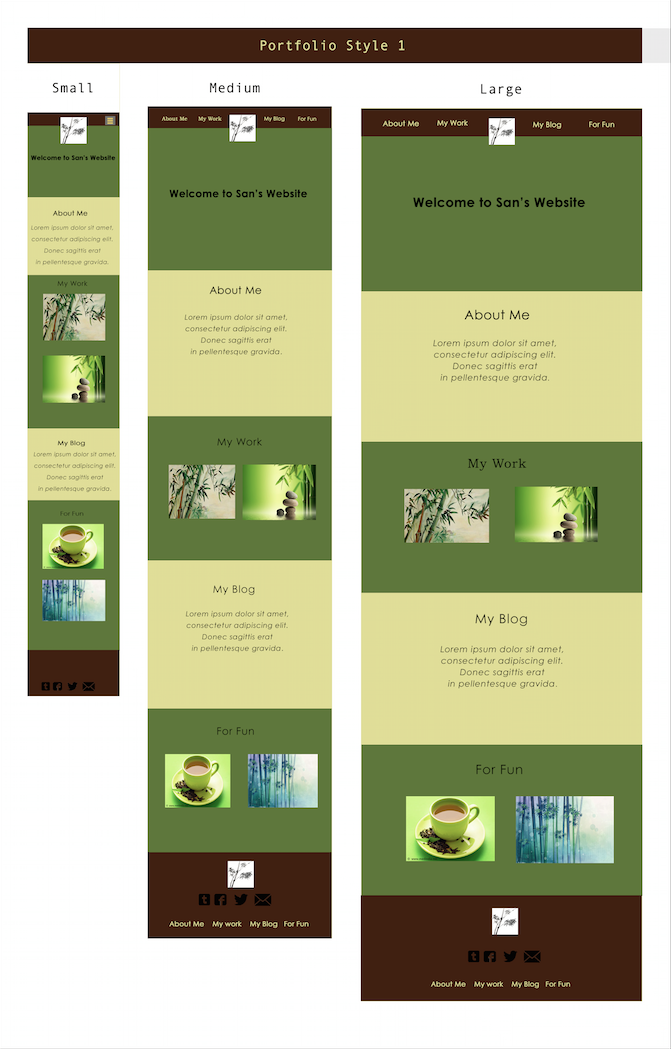 Portfolio Style 1
Small
Welcome to San's Website
About Me
Lorem ipsum dolor sit amet,
consectetur adipiscing elit.
Donec sagittis erat
in pellentesque gravida.
My Work
My Blog
Lorem ipsum dolor sit amet,
consectetur adipiscing elit.
Donec sagittis erat
in pellentesque gravida.
For Fun
Medium
About Me My Work My Blog For Fun
Welcome to San's Website
About Me
Lorem ipsum dolor sit amet,
consectetur adipiscing elit.
Donec sagittis erat
in pellentesque gravida.
My Work
My Blog
Lorem ipsum dolor sit amet,
consectetur adipiscing elit.
Donec sagittis erat
in pellentesque gravida.
For Fun
About Me My work My Blog For Fun
Large
About Me My Work My Blog For Fun
Welcome to San's Website
About Me
Lorem ipsum dolor sit amet,
consectetur adipiscing elit.
Donec sagittis erat
in pellentesque gravida.
My Work
My Blog
Lorem ipsum dolor sit amet,
consectetur adipiscing elit.
Donec sagittis erat
in pellentesque gravida.
For Fun
About Me My work My Blog For Fun